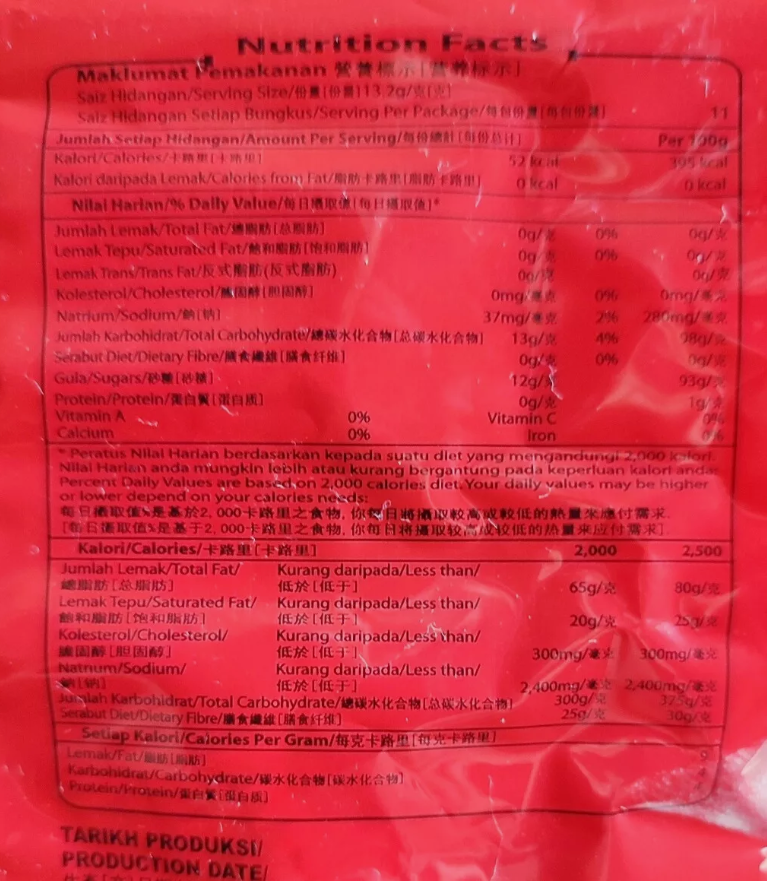 Nutrition Facts
Maklumat Pemakanan 營養標示[营养标示]
Saiz Hidangan/Serving Size/份量[份量]13.2g/克[克]
Saiz Hidangan Setiap Bungkus/Serving Per Package/每包份量[每包份量] 11
Jumlah Setiap Hidangan/Amount Per Serving/每份總計[每份总计] Per 100g
Kalori/Calories/卡路里[卡路里] 52 kcal 395 kcal
Kalori daripada Lemak/Calories from Fat/脂肪卡路里[脂肪卡路里] 0 kcal 0 kcal
Nilai Harian/% Daily Value/每日攝取值[每日摄取值]*
Jumlah Lemak/Total Fat/總脂肪[总脂肪] 0g/克 0% 0g/克
Lemak Tepu/Saturated Fat/飽和脂肪[饱和脂肪] 0g/克 0% 0g/克
Lemak Trans/Trans Fat/反式脂肪(反式脂肪) 0g/克 0g/克
Kolesterol/Cholesterol/膽固醇[胆固醇] 0mg/毫克 0% 0mg/毫克
Natrium/Sodium/鈉[钠] 37mg/毫克 2% 280mg/毫克
Jumlah Karbohidrat/Total Carbohydrate/總碳水化合物[总碳水化合物] 13g/克 4% 98g/克
Serabut Diet/Dietary Fibre/膳食纖維[膳食纤维] 0g/克 0% 0g/克
Gula/Sugars/砂糖[砂糖] 12g/克 93g/克
Protein/Protein/蛋白質[蛋白质] 0g/克 1g/克
Vitamin A 0% Vitamin C 0%
Calcium 0% Iron 0%
* Peratus Nilai Harian berdasarkan kepada suatu diet yang mengandungi 2,000 kalori.
Nilai Harian anda mungkin lebih atau kurang bergantung pada keperluan kalori anda:
Percent Daily Values are based on 2,000 calories diet. Your daily values may be higher
or lower depend on your calories needs:
每日攝取值%是基於2,000卡路里之食物,你每日將攝取較高或較低的熱量來應付需求.
[每日摄取值%是基于2,000卡路里之食物,你每日将摄取较高或较低的热量来应付需求].
Kalori/Calories/卡路里[卡路里] 2,000 2,500
Jumlah Lemak/Total Fat/ Kurang daripada/Less than/
總脂肪[总脂肪] 低於[低于] 65g/克 80g/克
Lemak Tepu/Saturated Fat/ Kurang daripada/Less than/
飽和脂肪[饱和脂肪] 低於[低于] 20g/克 25g/克
Kolesterol/Cholesterol/ Kurang daripada/Less than/
膽固醇[胆固醇] 低於[低于] 300mg/毫克 300mg/毫克
Natrium/Sodium/ Kurang daripada/Less than/
鈉[钠] 低於[低于] 2,400mg/毫克 2,400mg/毫克
Jumlah Karbohidrat/Total Carbohydrate/總碳水化合物[总碳水化合物] 300g/克 375g/克
Serabut Diet/Dietary Fibre/膳食纖維[膳食纤维] 25g/克 30g/克
Setiap Kalori/Calories Per Gram/每克卡路里[每克卡路里]
Lemak/Fat/脂肪[脂肪] 9
Karbohidrat/Carbohydrate/碳水化合物[碳水化合物]
Protein/Protein/蛋白質[蛋白质]
TARIKH PRODUKSI/
PRODUCTION DATE/